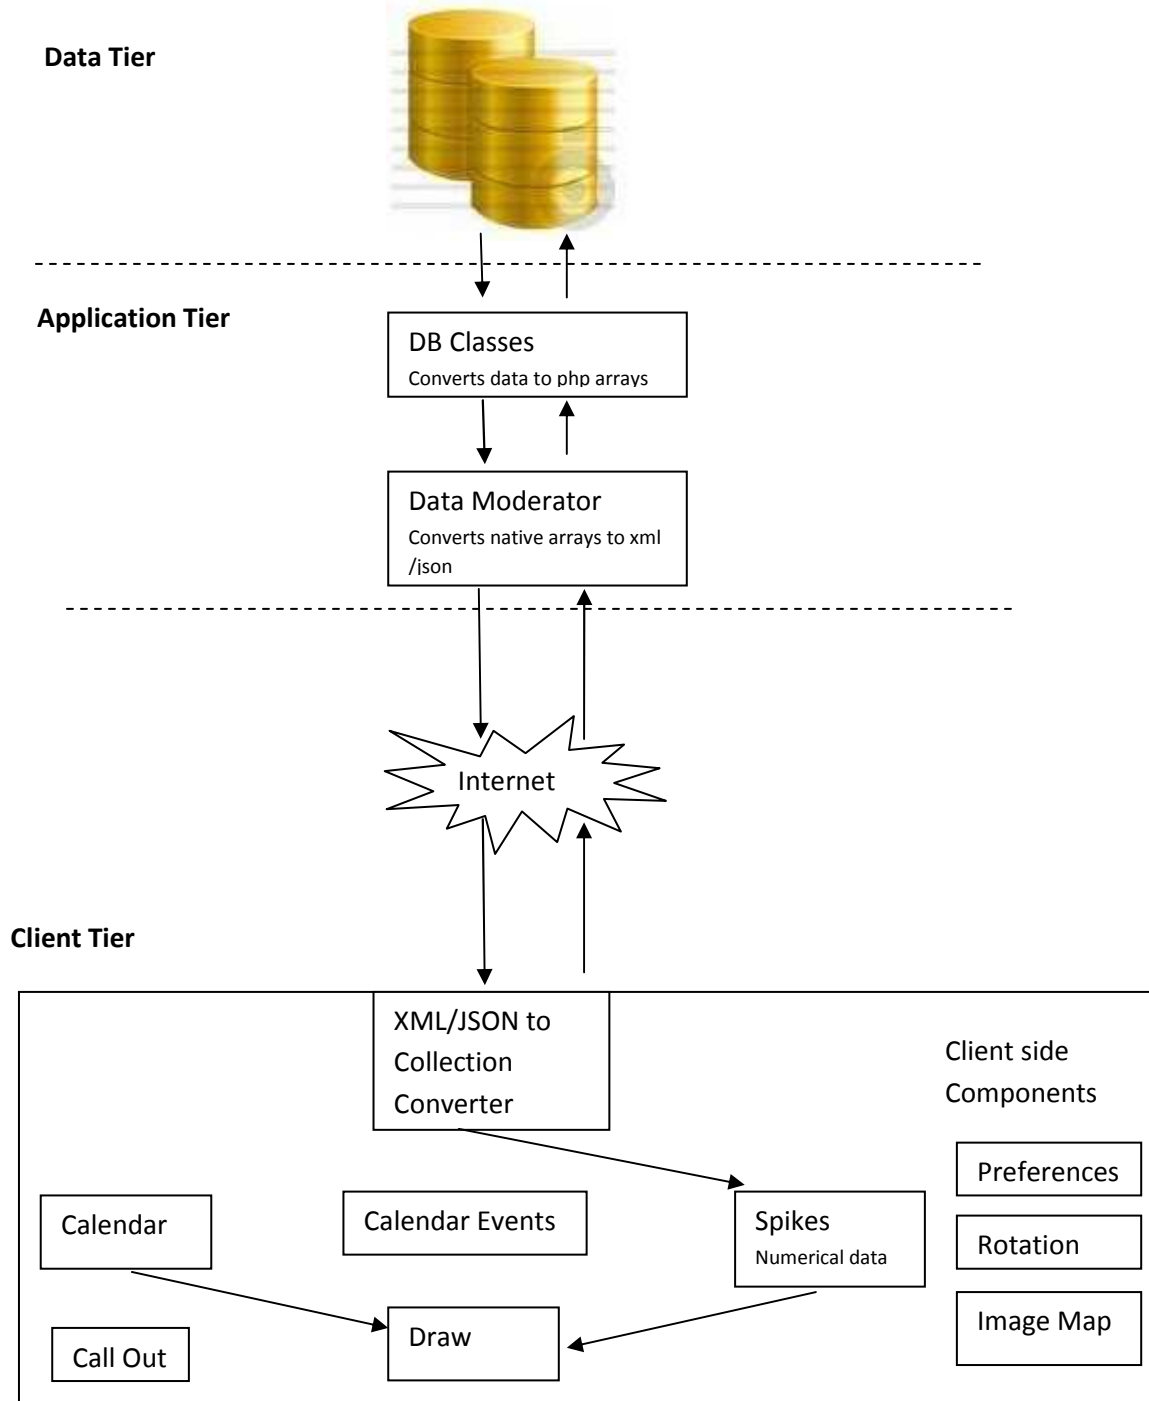 Data Tier
Application Tier
DB Classes
Converts data to php arrays
Data Moderator
Converts native arrays to xml
/json
Internet
Client Tier
XML/JSON to
Collection
Converter
Client side
Components
Preferences
Calendar
Calendar Events
Spikes
Numerical data
Rotation
Image Map
Draw
Call Out